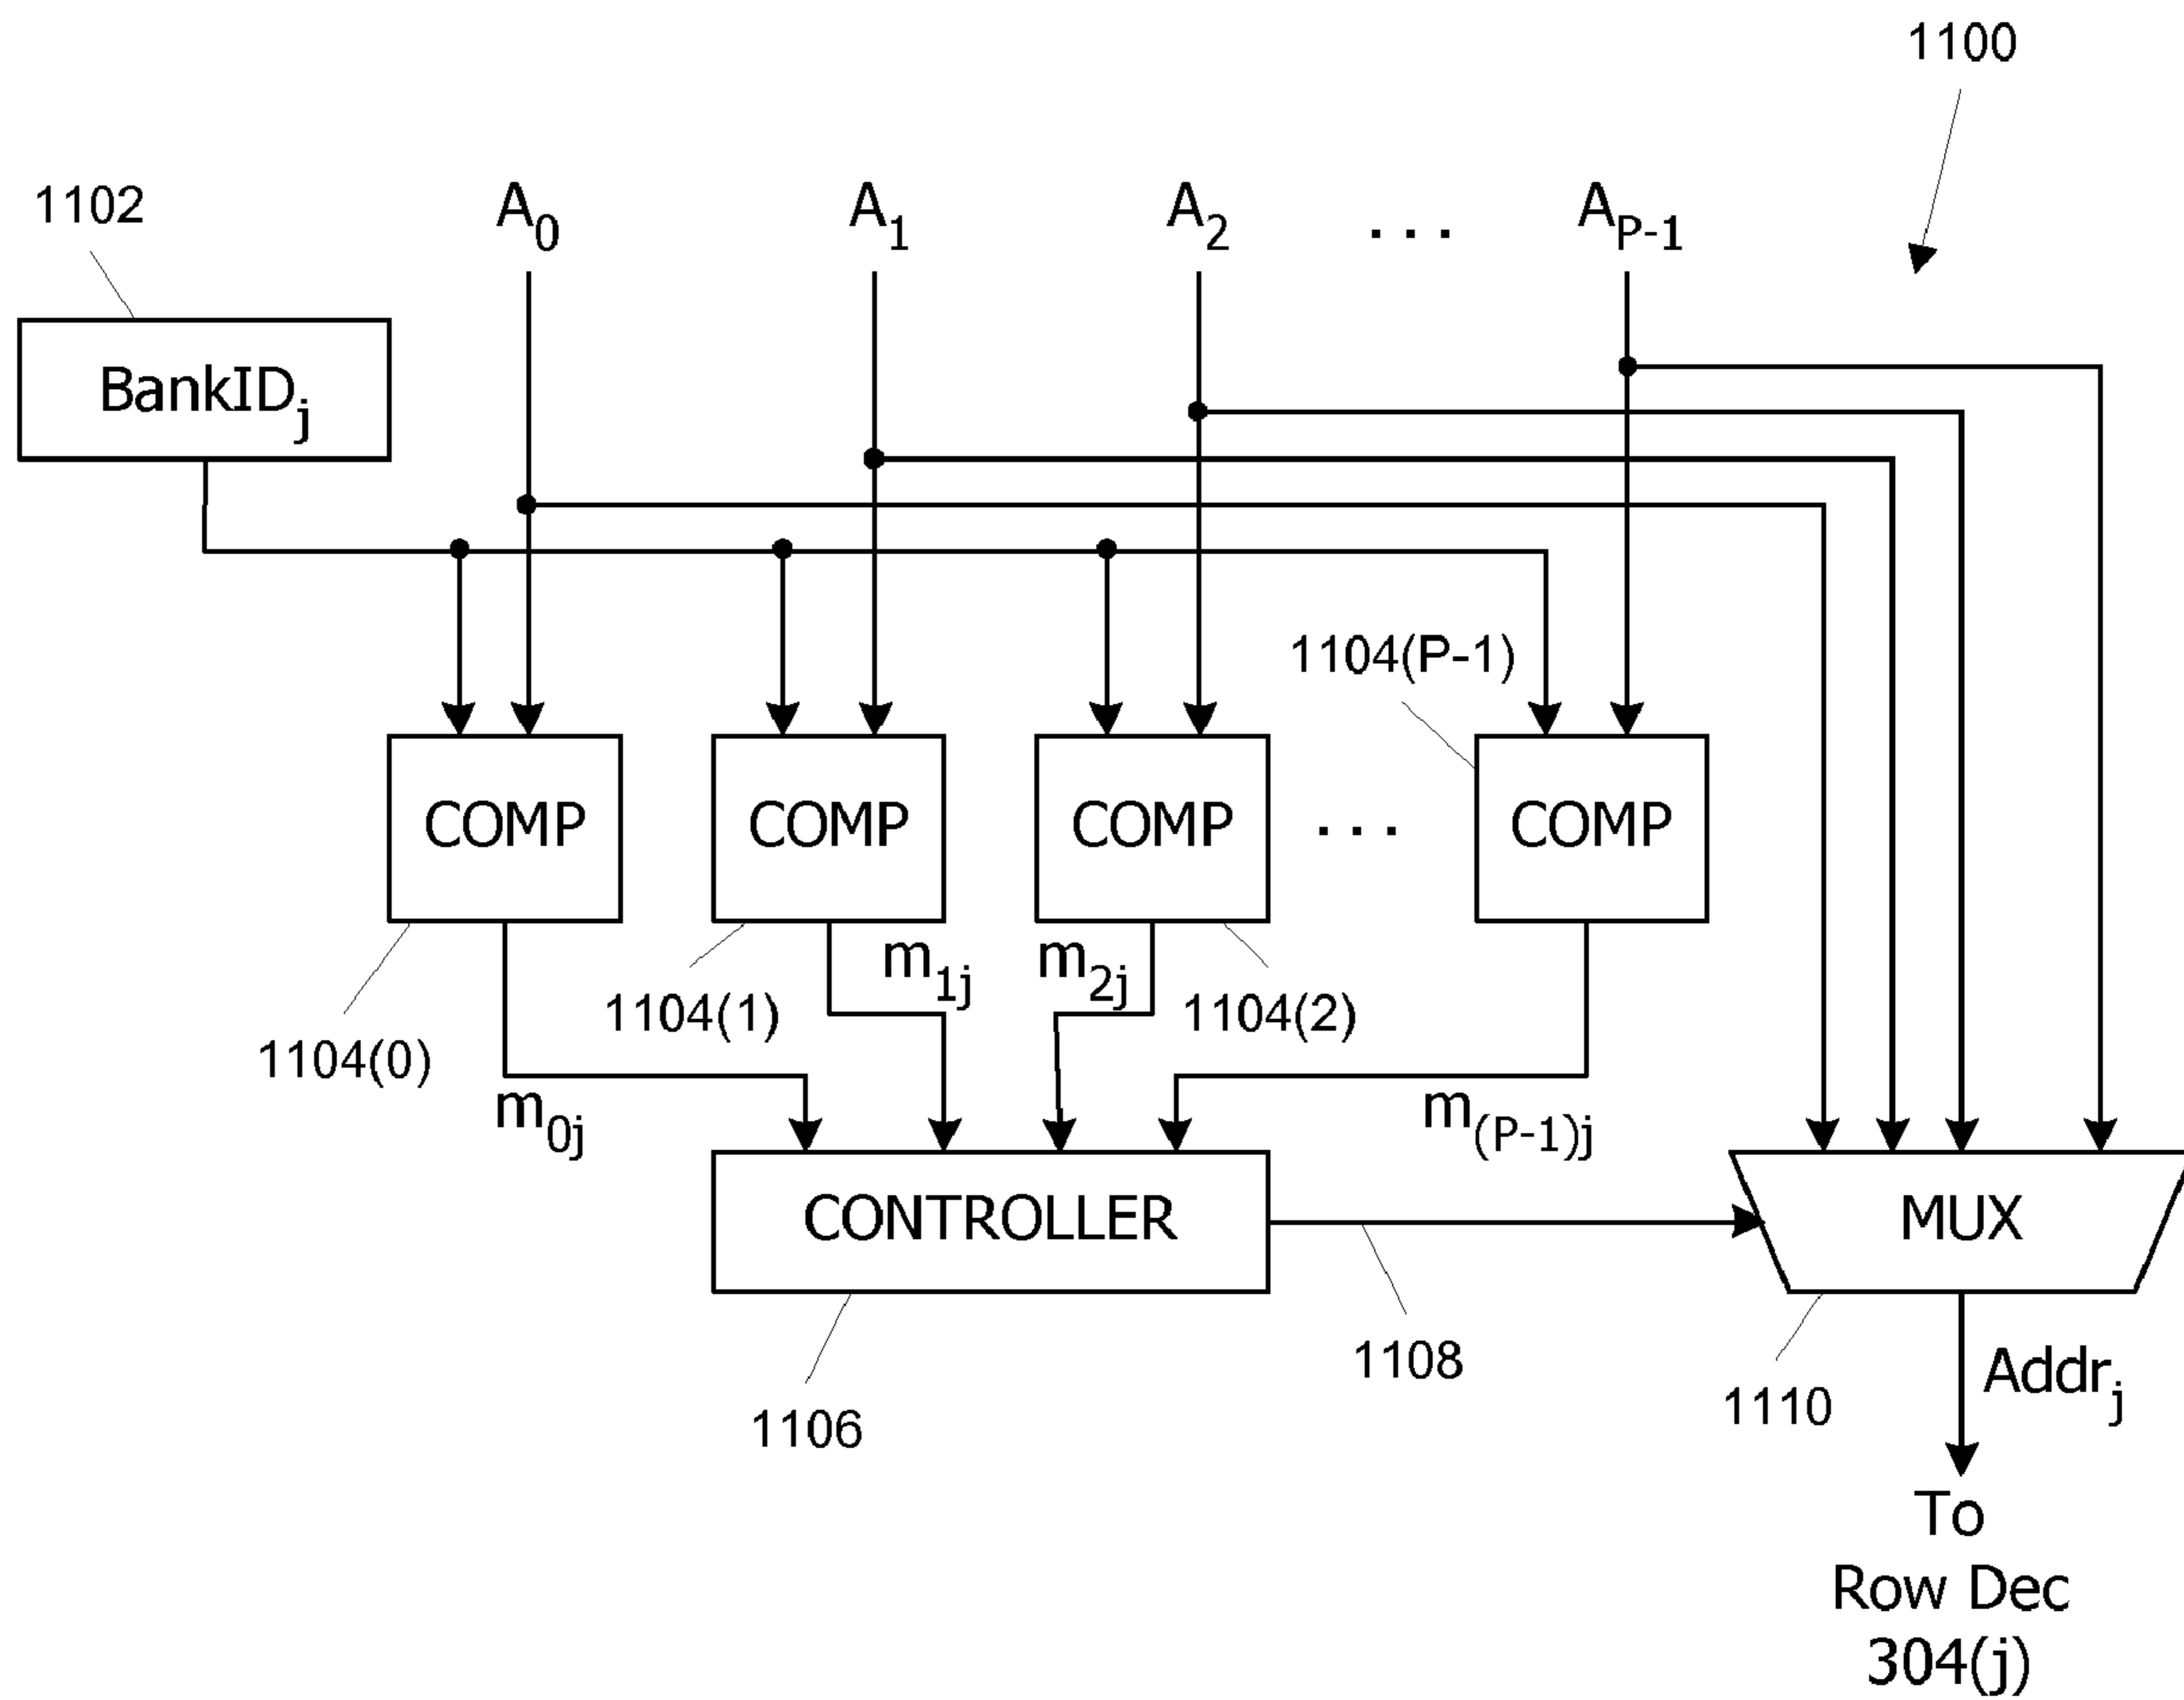 1100
1102
A0 A1 A2 ... AP-1
BankIDj
1104(P-1)
COMP COMP COMP ... COMP
m1j m2j
1104(1) 1104(2)
1104(0)
m0j m(P-1)j
CONTROLLER MUX
1108
Addrj
1110
1106
To
Row Dec
304(j)